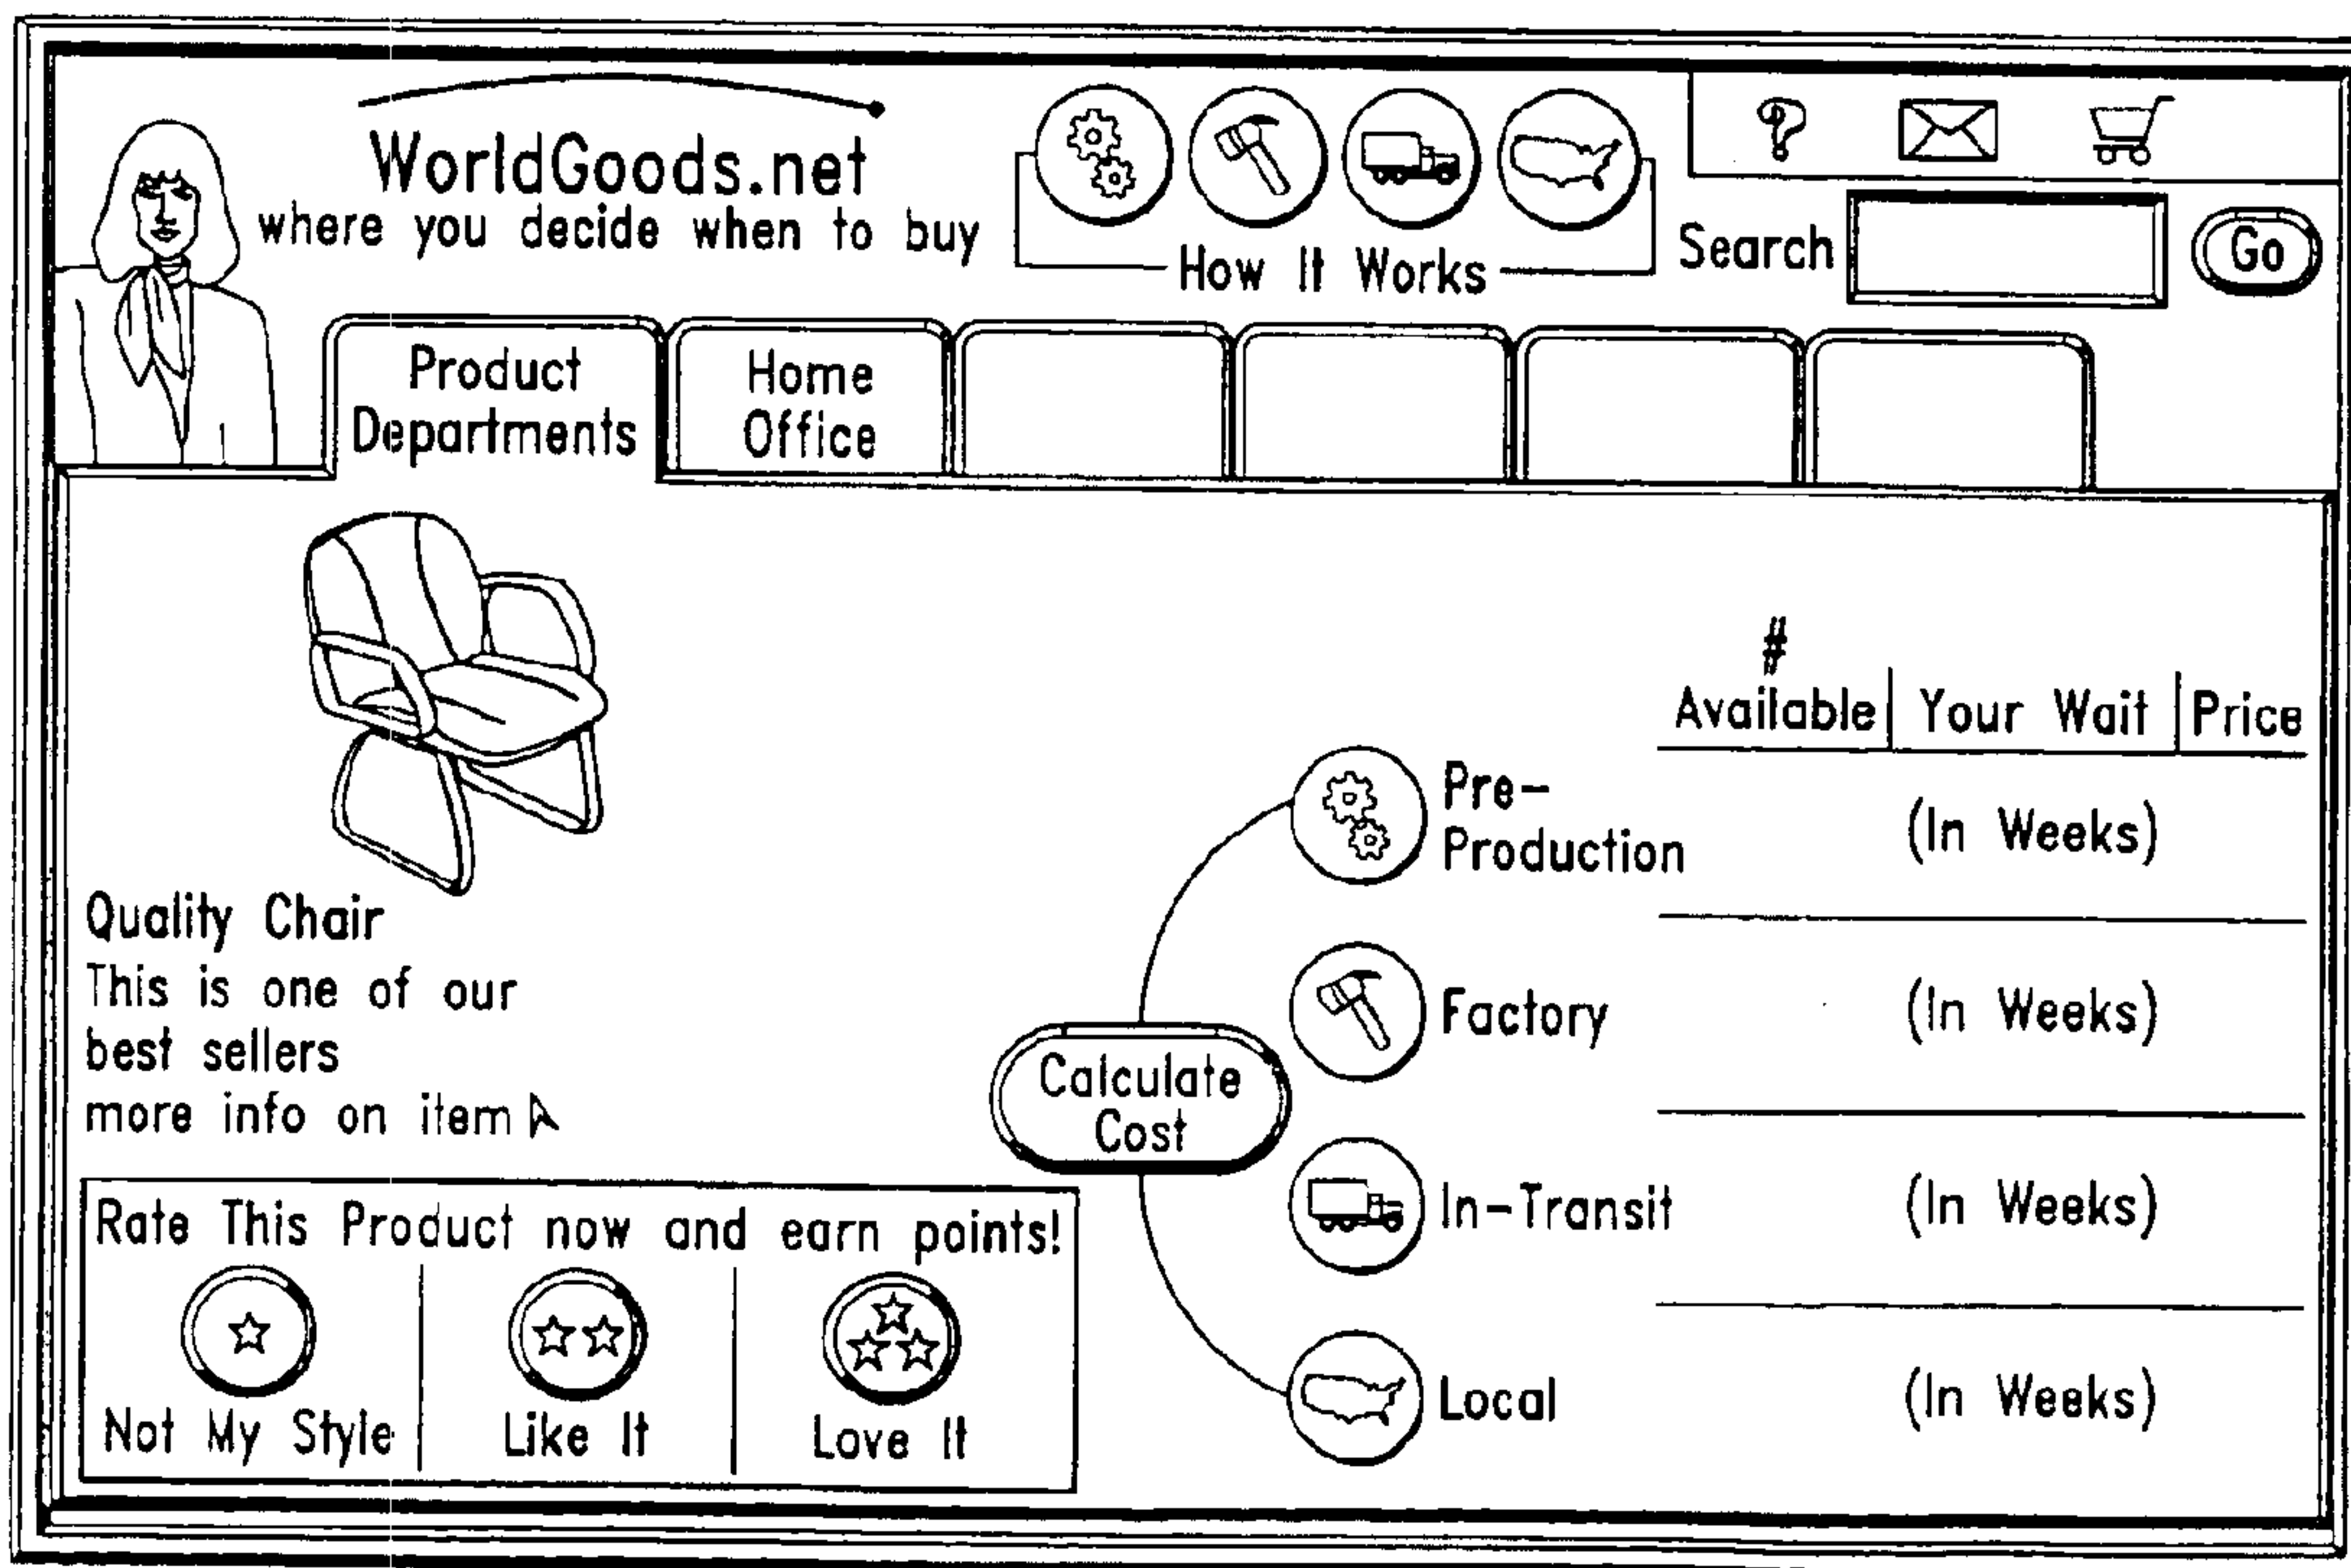 WorldGoods.net
where you decide when to buy
How It Works
Search
Go
Product
Departments
Home
Office
#
Available
Your Wait
Price
Pre-
Production
(In Weeks)
Factory
(In Weeks)
In-Transit
(In Weeks)
Local
(In Weeks)
Calculate
Cost
Quality Chair
This is one of our
best sellers
more info on item
Rate This Product now and earn points!
Not My Style
Like It
Love It